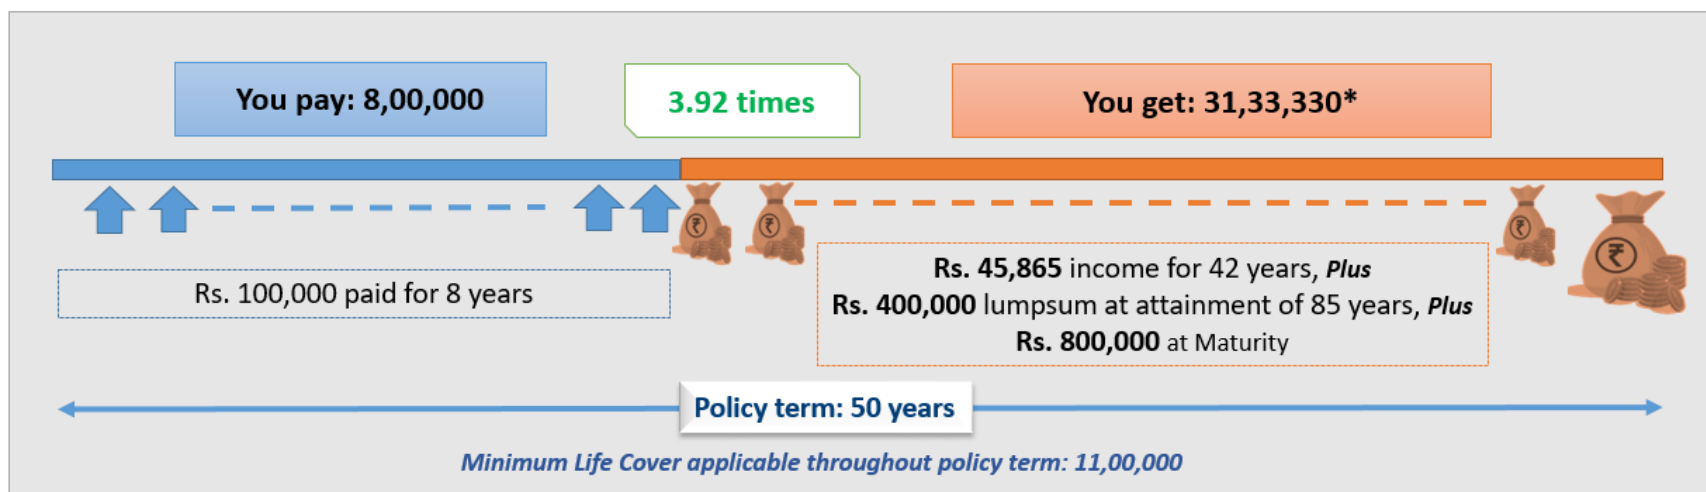 You pay: 8,00,000
3.92 times
You get: 31,33,330*
Rs. 100,000 paid for 8 years
Rs. 45,865 income for 42 years, Plus
Rs. 400,000 lumpsum at attainment of 85 years, Plus
Rs. 800,000 at Maturity
Policy term: 50 years
Minimum Life Cover applicable throughout policy term: 11,00,000